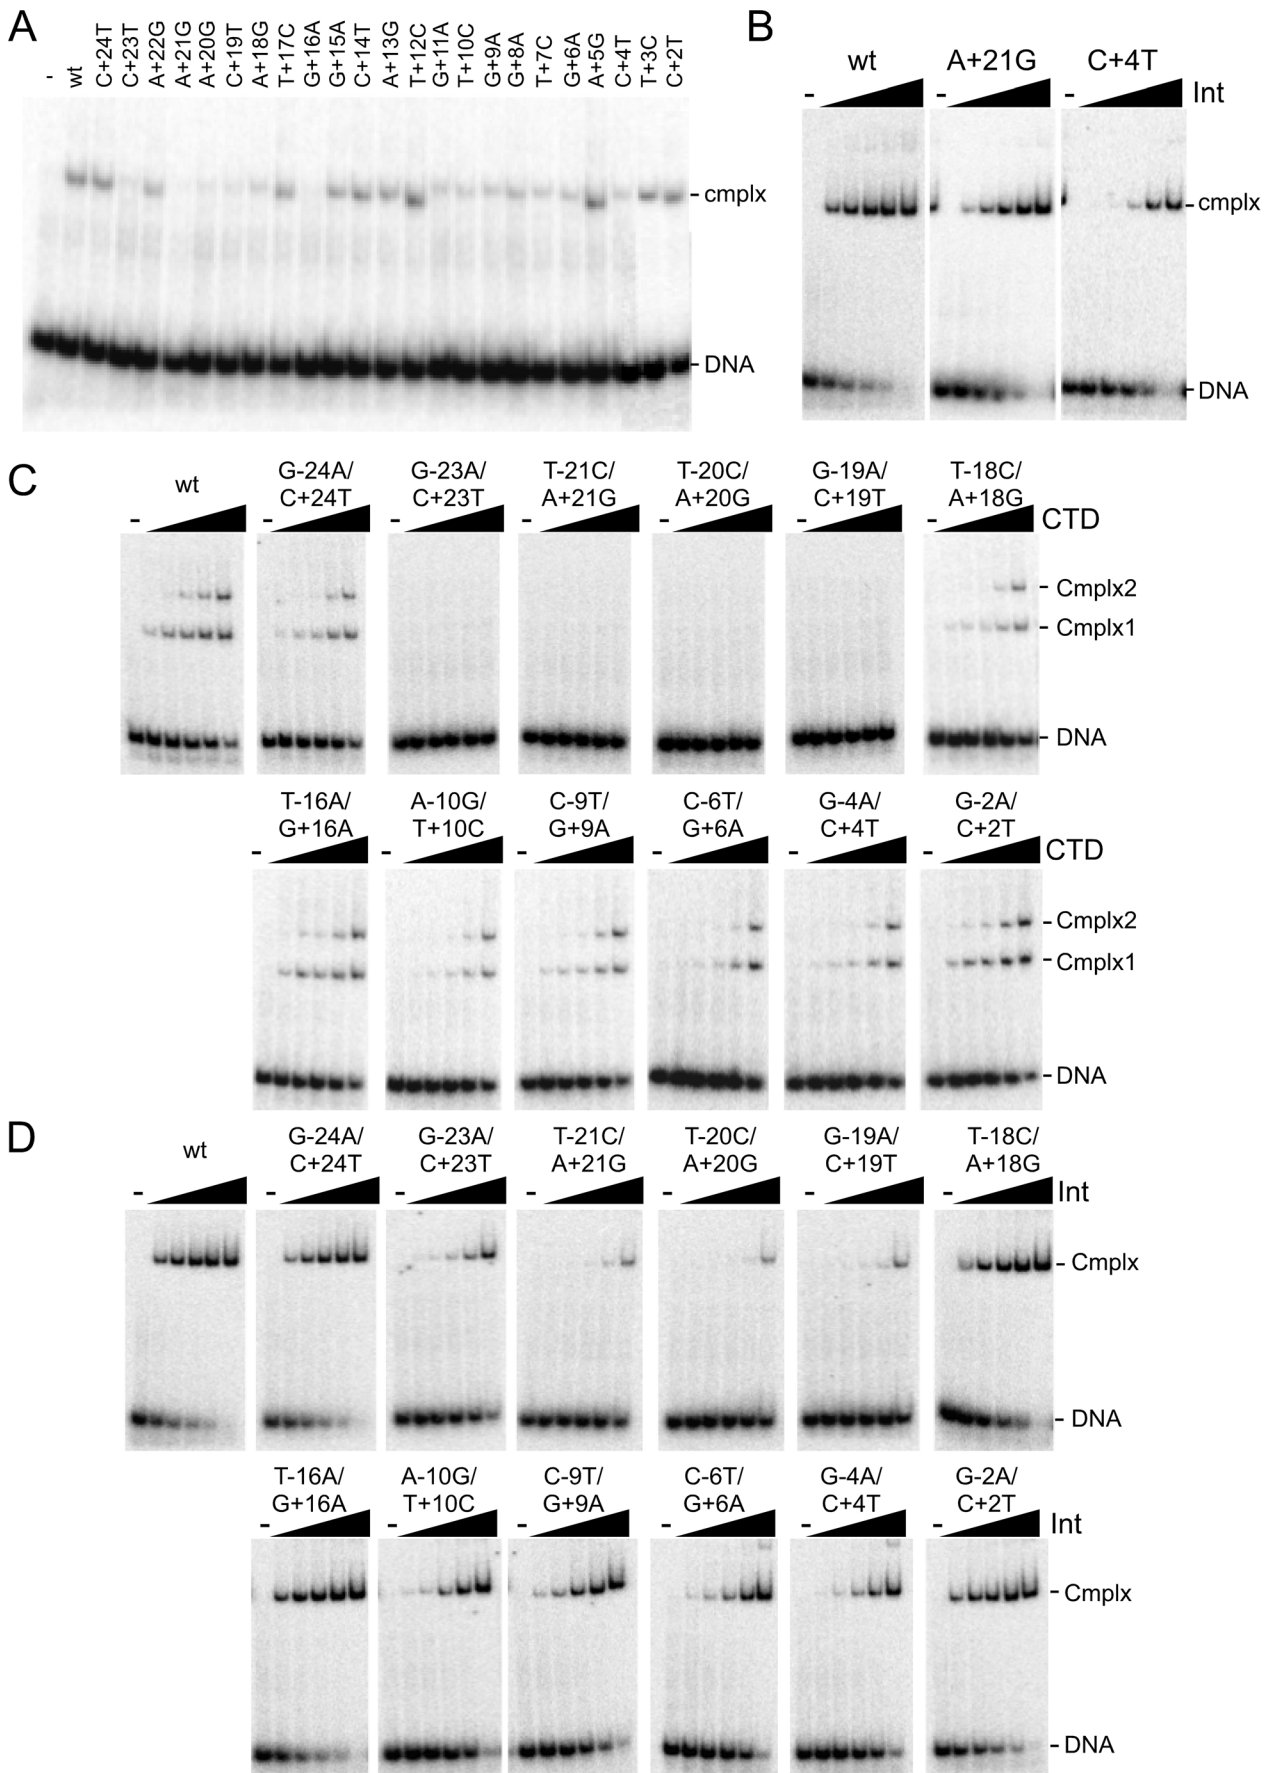 A
- wt C+24T C+23T A+22G A+21G A+20G C+19T A+18G T+17C G+16A G+15A C+14T A+13G T+12C G+11A T+10C G+9A G+8A T+7C G+6A A+5G C+4T T+3C C+2T
cmplx
DNA
B
wt A+21G C+4T
- - - Int
cmplx
DNA
C
wt G-24A/ G-23A/ T-21C/ T-20C/ G-19A/ T-18C/
C+24T C+23T A+21G A+20G C+19T A+18G
- - - - - - - CTD
Cmplx2
Cmplx1
DNA
T-16A/ A-10G/ C-9T/ C-6T/ G-4A/ G-2A/
G+16A T+10C G+9A G+6A C+4T C+2T
- - - - - - CTD
Cmplx2
Cmplx1
DNA
D
wt G-24A/ G-23A/ T-21C/ T-20C/ G-19A/ T-18C/
C+24T C+23T A+21G A+20G C+19T A+18G
- - - - - - - Int
Cmplx
DNA
T-16A/ A-10G/ C-9T/ C-6T/ G-4A/ G-2A/
G+16A T+10C G+9A G+6A C+4T C+2T
- - - - - - Int
Cmplx
DNA